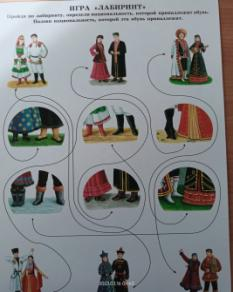 ИГРА «ЛАБИРИНТ»
Пройди по лабиринту, определи национальность, которой принадлежит обувь.
Назови национальность, которой эта обувь принадлежит.